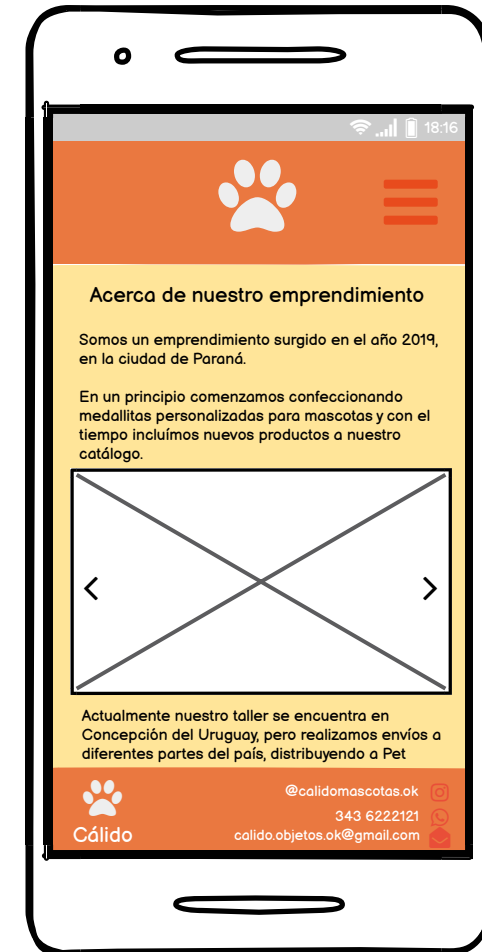 18:16
Acerca de nuestro emprendimiento
Somos un emprendimiento surgido en el año 2019,
en la ciudad de Paraná.
En un principio comenzamos confeccionando
medallitas personalizadas para mascotas y con el
tiempo incluímos nuevos productos a nuestro
catálogo.
Actualmente nuestro taller se encuentra en
Concepción del Uruguay, pero realizamos envíos a
diferentes partes del país, distribuyendo a Pet
@calidomascotas.ok
343 6222121
Cálido
calido.objetos.ok@gmail.com